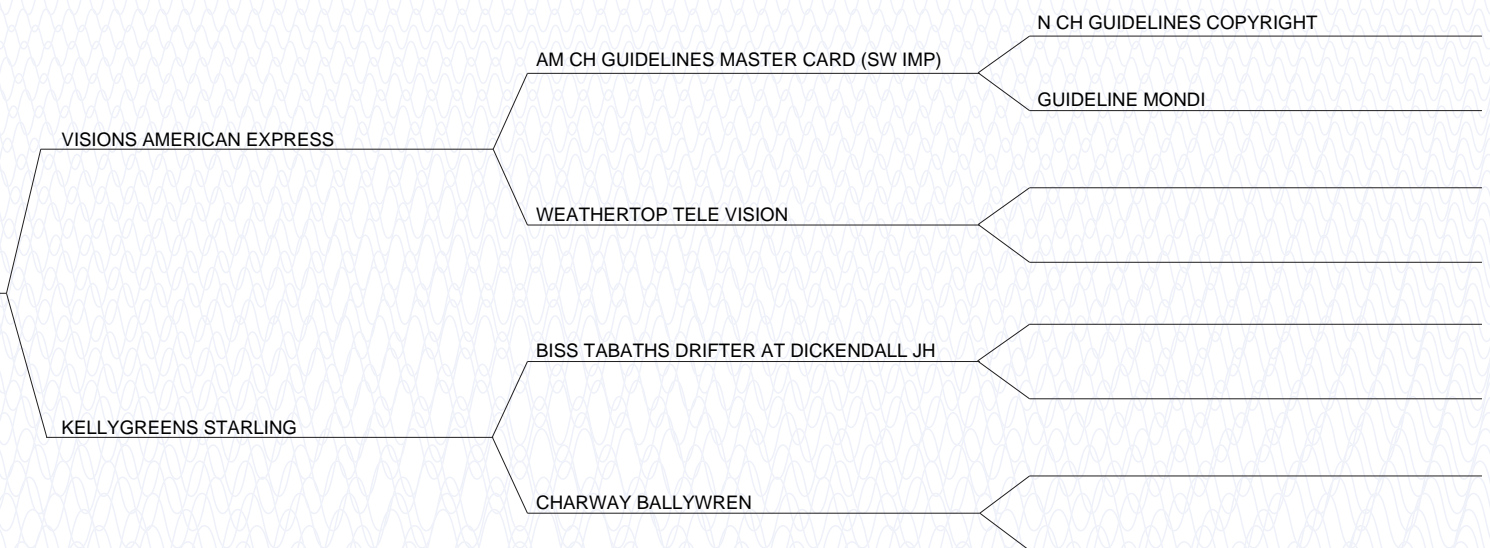 N CH GUIDELINES COPYRIGHT
AM CH GUIDELINES MASTER CARD (SW IMP)
GUIDELINE MONDI
VISIONS AMERICAN EXPRESS
WEATHERTOP TELE VISION
BISS TABATHS DRIFTER AT DICKENDALL JH
KELLYGREENS STARLING
CHARWAY BALLYWREN